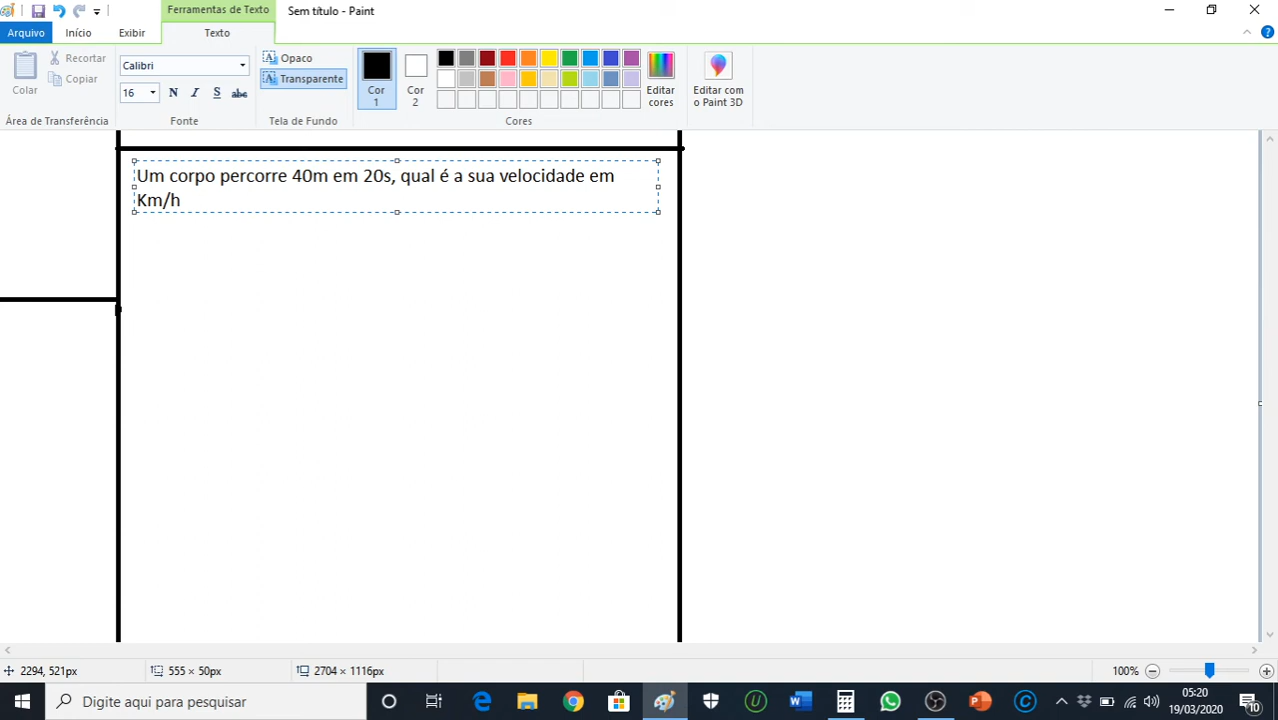 Ferramentas de Texto
Sem título - Paint
Arquivo
Início
Exibir
Texto
Colar
Recortar
Copiar
Área de Transferência
Calibri
16
N
I
S
abc
Fonte
Opaco
Transparente
Tela de Fundo
Cor
1
Cor
2
Editar
cores
Cores
Editar com
o Paint 3D
Um corpo percorre 40m em 20s, qual é a sua velocidade em
Km/h
2294, 521px
555 × 50px
2704 × 1116px
100%
Digite aqui para pesquisar
05:20
19/03/2020
10